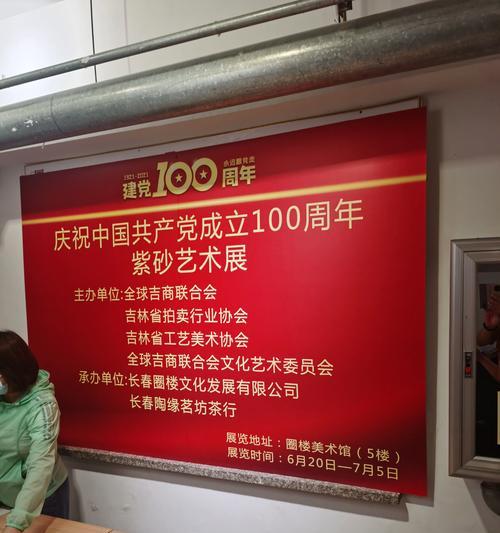 1921-2021
永远跟党走
建党100周年
庆祝中国共产党成立100周年
紫砂艺术展
主办单位:全球吉商联合会
吉林省拍卖行业协会
吉林省工艺美术协会
全球吉商联合会文化艺术委员会
承办单位:长春圈楼文化发展有限公司
长春陶缘茗坊茶行
展览地址：圈楼美术馆（5楼）
展览时间：6月20日—7月5日